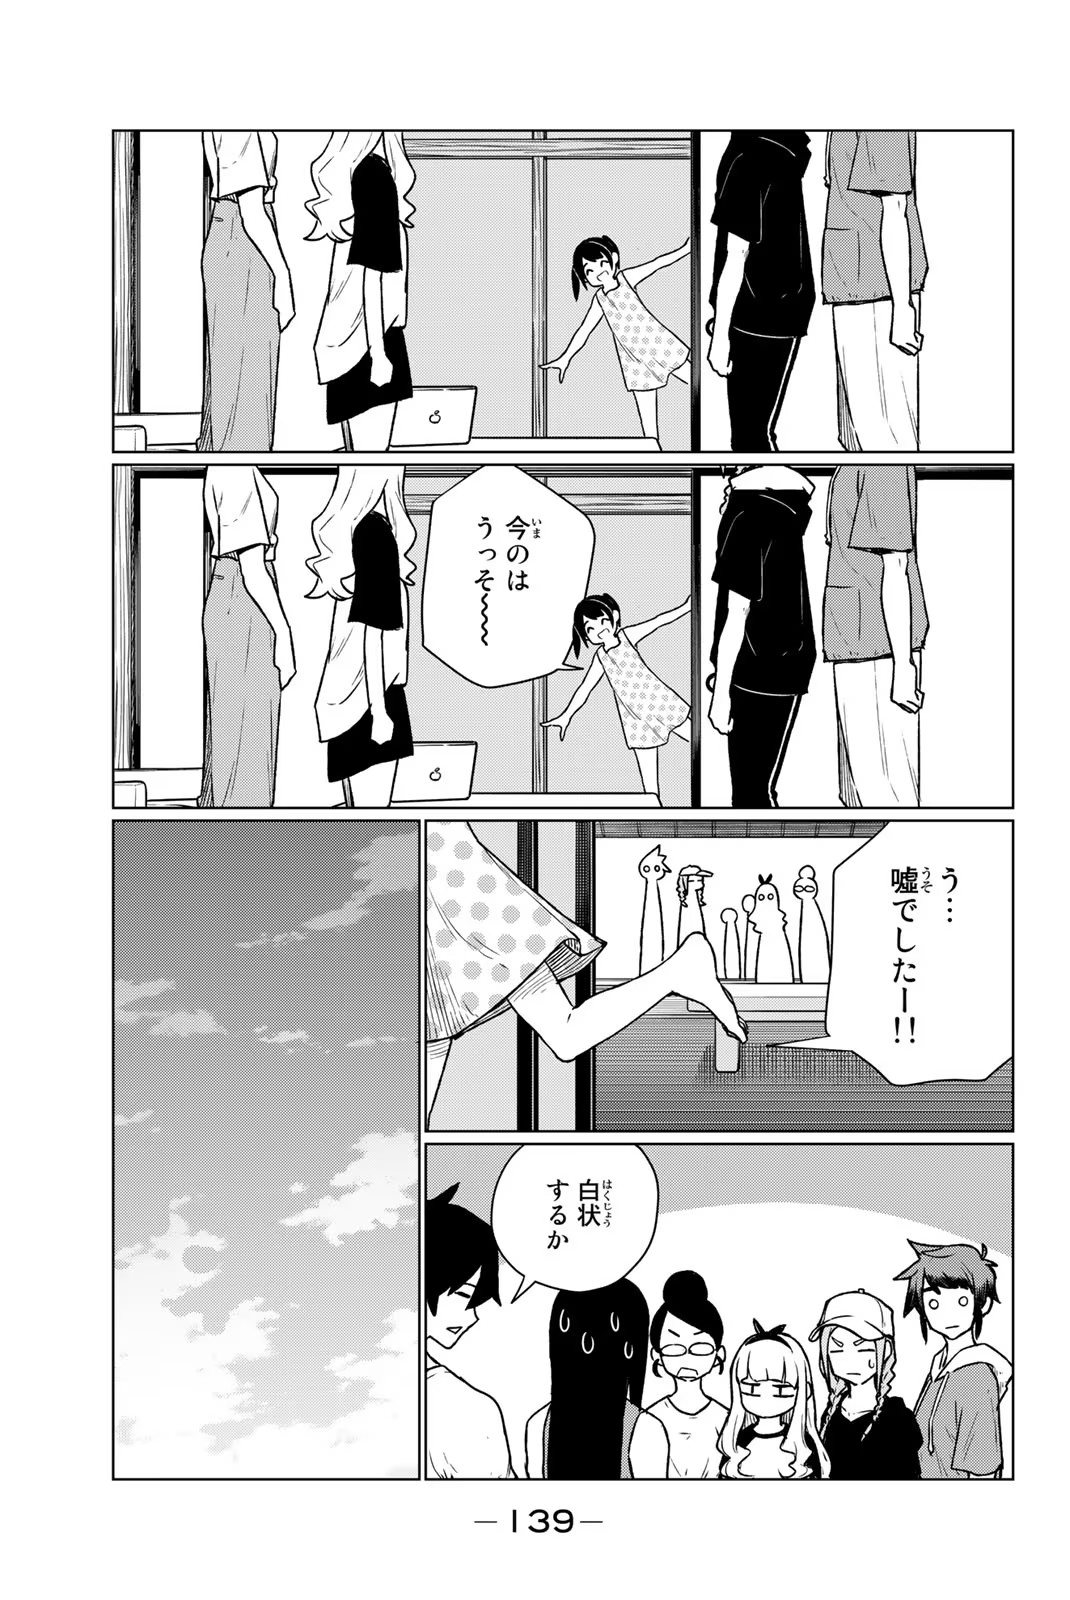 今のは
うっそ〜〜
う…
嘘でしたー!!
白状
するか
— 139 —